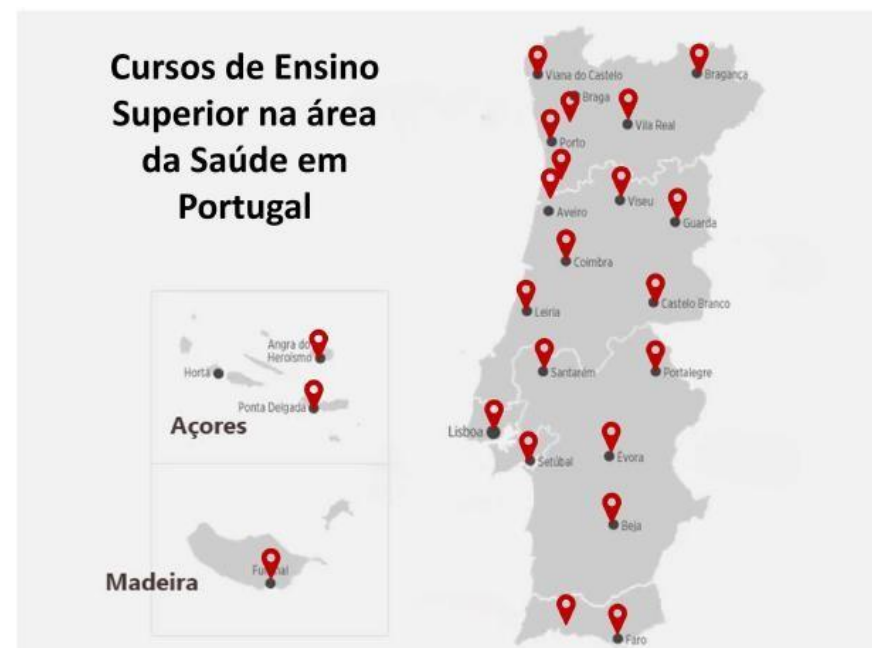 Cursos de Ensino
Superior na área
da Saúde em
Portugal
Viana do Castelo
Bragança
Braga
Vila Real
Porto
Viseu
Aveiro
Guarda
Coimbra
Castelo Branco
Leiria
Santarém
Portalegre
Lisboa
Setúbal
Évora
Beja
Faro
Angra do
Heroísmo
Horta
Ponta Delgada
Açores
Madeira